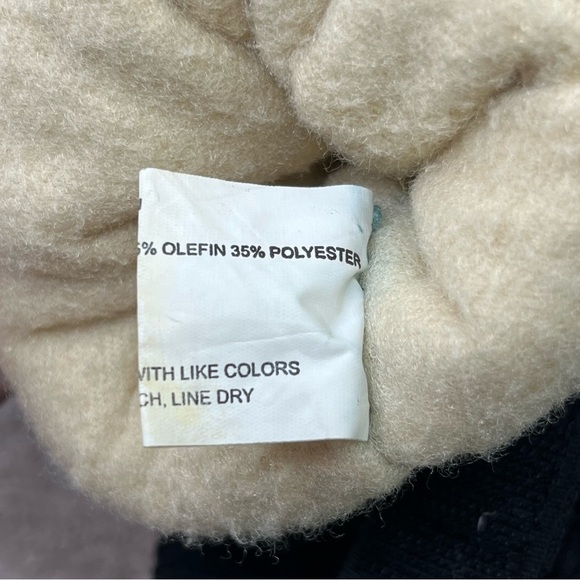 % OLEFIN 35% POLYESTER
WITH LIKE COLORS
CH, LINE DRY